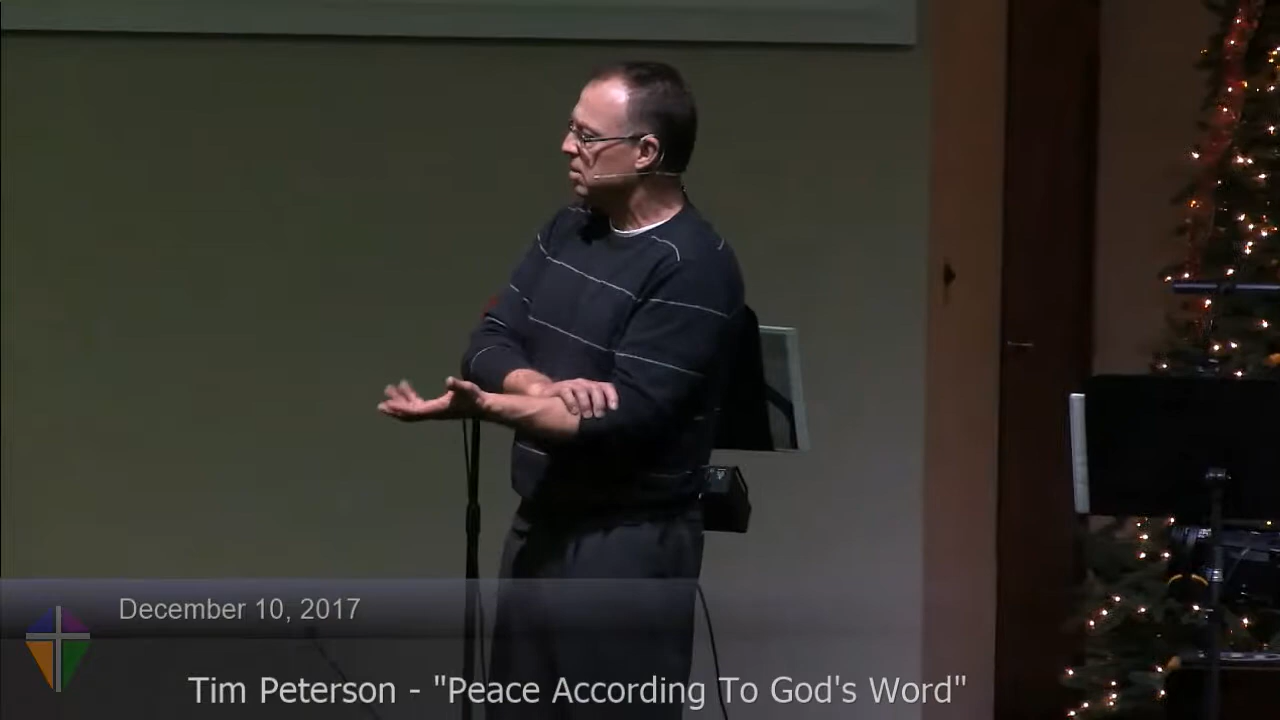 December 10, 2017
Tim Peterson - "Peace According To God's Word"